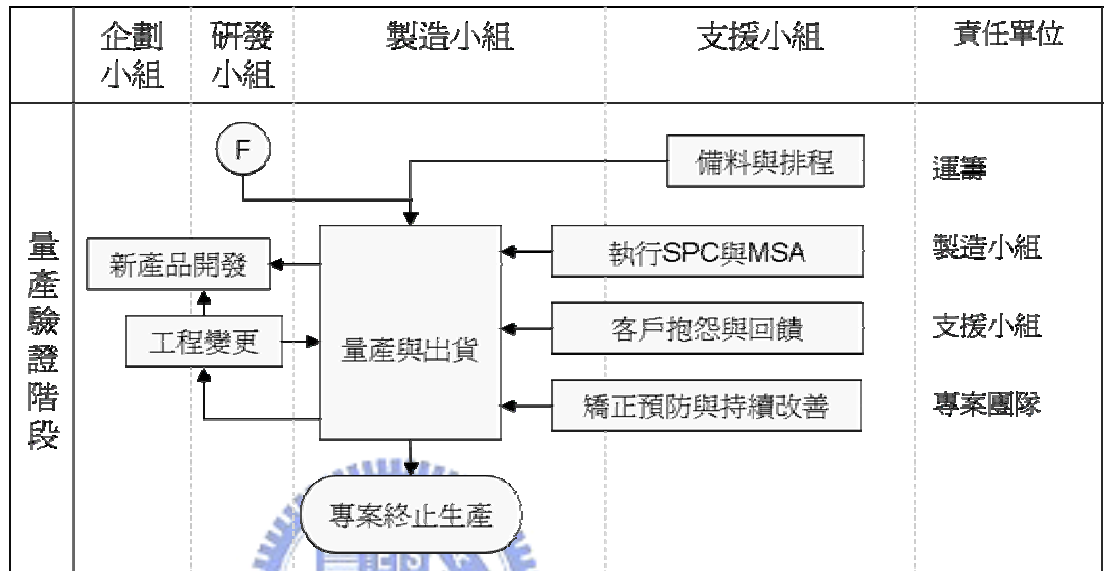 企劃
小組
研發
小組
製造小組
支援小組
責任單位
量產驗證階段
F
備料與排程
運籌
新產品開發
執行SPC與MSA
製造小組
工程變更
量產與出貨
客戶抱怨與回饋
支援小組
矯正預防與持續改善
專案團隊
專案終止生產